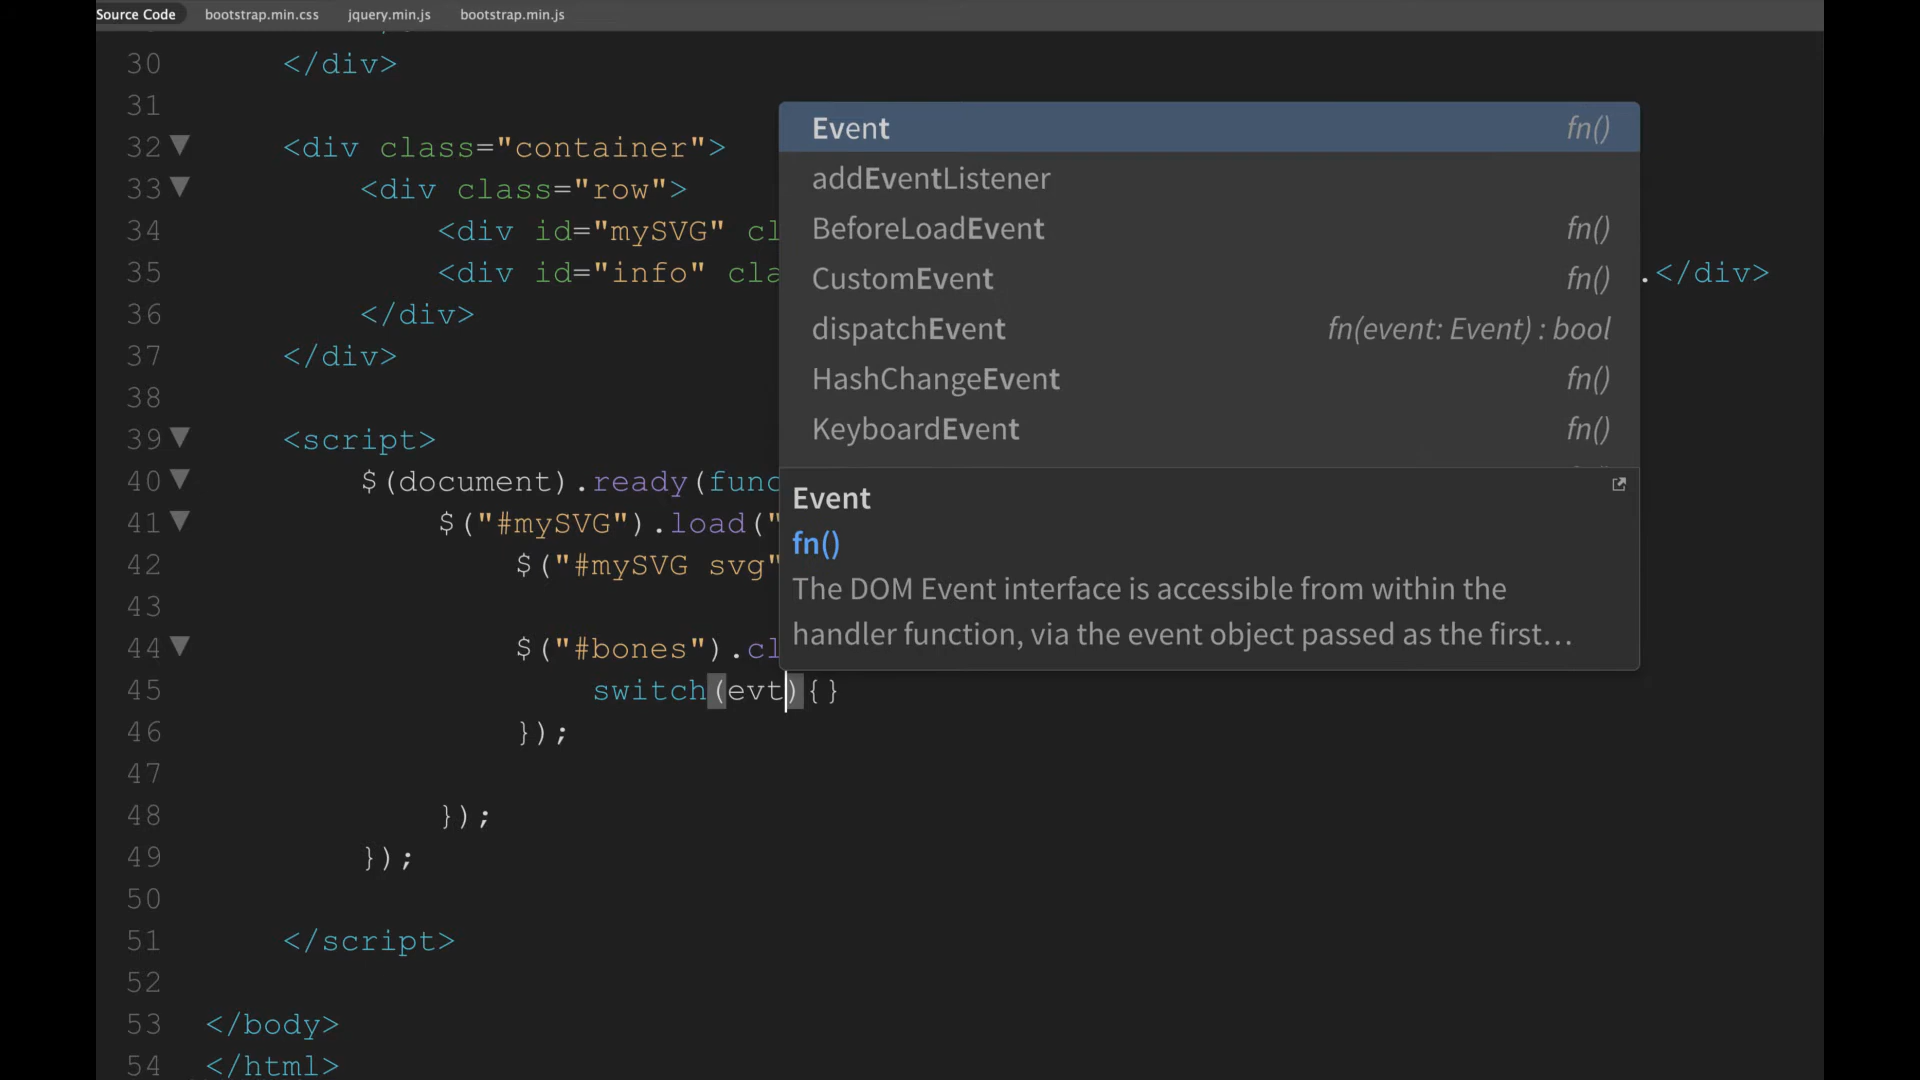 Source Code bootstrap.min.css jquery.min.js bootstrap.min.js
30 </div>
31
32 <div class="container">
33 <div class="row">
34 <div id="mySVG" cl
35 <div id="info" cla .</div>
36 </div>
37 </div>
38
39 <script>
40 $(document).ready(func
41 $("#mySVG").load("
42 $("#mySVG svg"
43
44 $("#bones").cl
45 switch(evt){}
46 });
47
48 });
49 });
50
51 </script>
52
53 </body>
54 </html>
Event fn()
addEventListener
BeforeLoadEvent fn()
CustomEvent fn()
dispatchEvent fn(event: Event) : bool
HashChangeEvent fn()
KeyboardEvent fn()
Event
fn()
The DOM Event interface is accessible from within the
handler function, via the event object passed as the first…